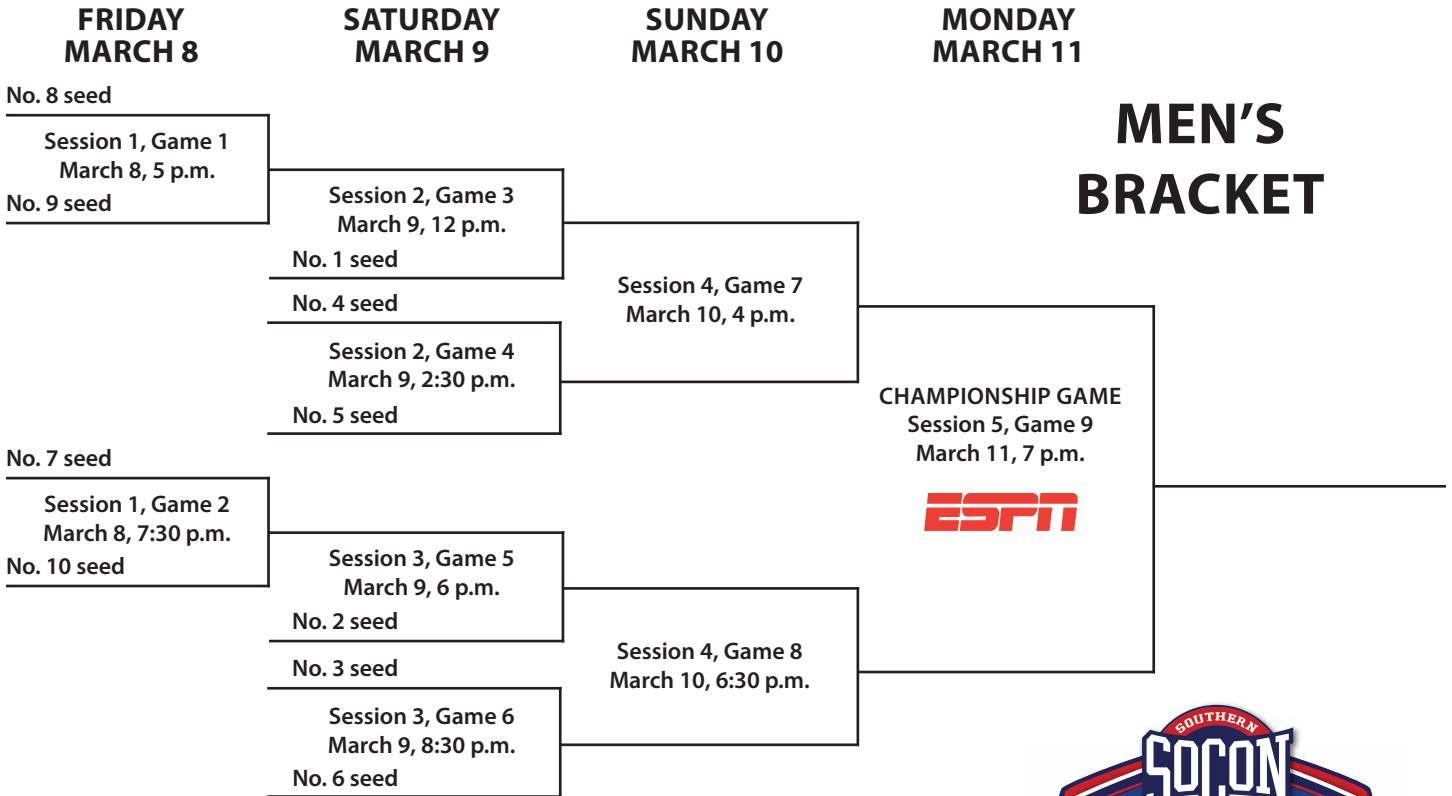 FRIDAY
MARCH 8
SATURDAY
MARCH 9
SUNDAY
MARCH 10
MONDAY
MARCH 11
MEN'S
BRACKET
No. 8 seed
Session 1, Game 1
March 8, 5 p.m.
No. 9 seed
Session 2, Game 3
March 9, 12 p.m.
No. 1 seed
No. 4 seed
Session 2, Game 4
March 9, 2:30 p.m.
No. 5 seed
Session 4, Game 7
March 10, 4 p.m.
CHAMPIONSHIP GAME
Session 5, Game 9
March 11, 7 p.m.
ESPN
No. 7 seed
Session 1, Game 2
March 8, 7:30 p.m.
No. 10 seed
Session 3, Game 5
March 9, 6 p.m.
No. 2 seed
No. 3 seed
Session 3, Game 6
March 9, 8:30 p.m.
No. 6 seed
Session 4, Game 8
March 10, 6:30 p.m.
SOUTHERN
SOCON